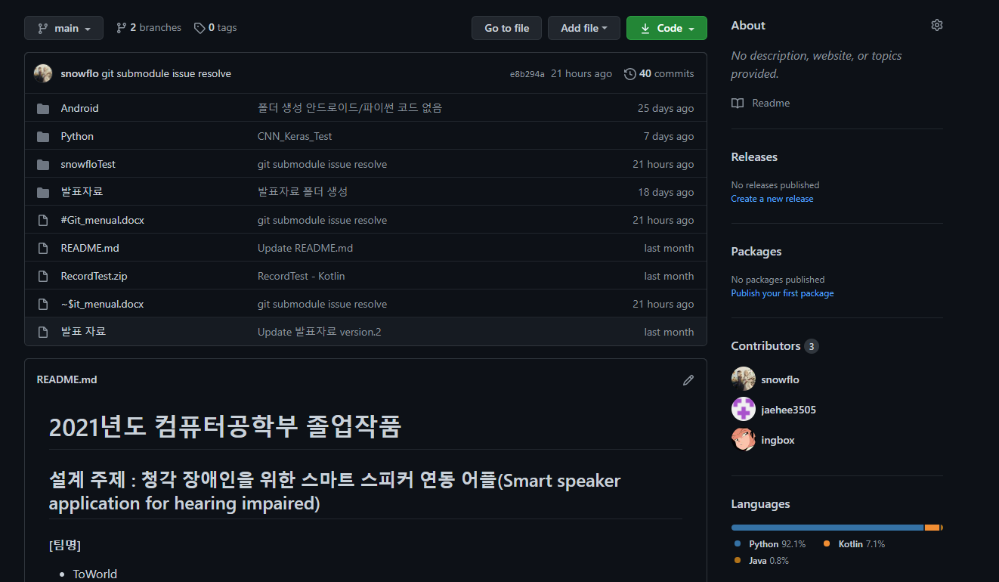 main
2 branches
0 tags
Go to file
Add file
Code
snowflo git submodule issue resolve
e8b294a 21 hours ago
40 commits
Android 폴더 생성 안드로이드/파이썬 코드 없음 25 days ago
Python CNN_Keras_Test 7 days ago
snowfloTest git submodule issue resolve 21 hours ago
발표자료 발표자료 폴더 생성 18 days ago
#Git_menual.docx git submodule issue resolve 21 hours ago
README.md Update README.md last month
RecordTest.zip RecordTest - Kotlin last month
~$it_menual.docx git submodule issue resolve 21 hours ago
발표 자료 Update 발표자료 version.2 last month
README.md
2021년도 컴퓨터공학부 졸업작품
설계 주제 : 청각 장애인을 위한 스마트 스피커 연동 어플(Smart speaker
application for hearing impaired)
[팀명]
ToWorld
About
No description, website, or topics
provided.
Readme
Releases
No releases published
Create a new release
Packages
No packages published
Publish your first package
Contributors 3
snowflo
jaehee3505
ingbox
Languages
Python 92.1% Kotlin 7.1%
Java 0.8%